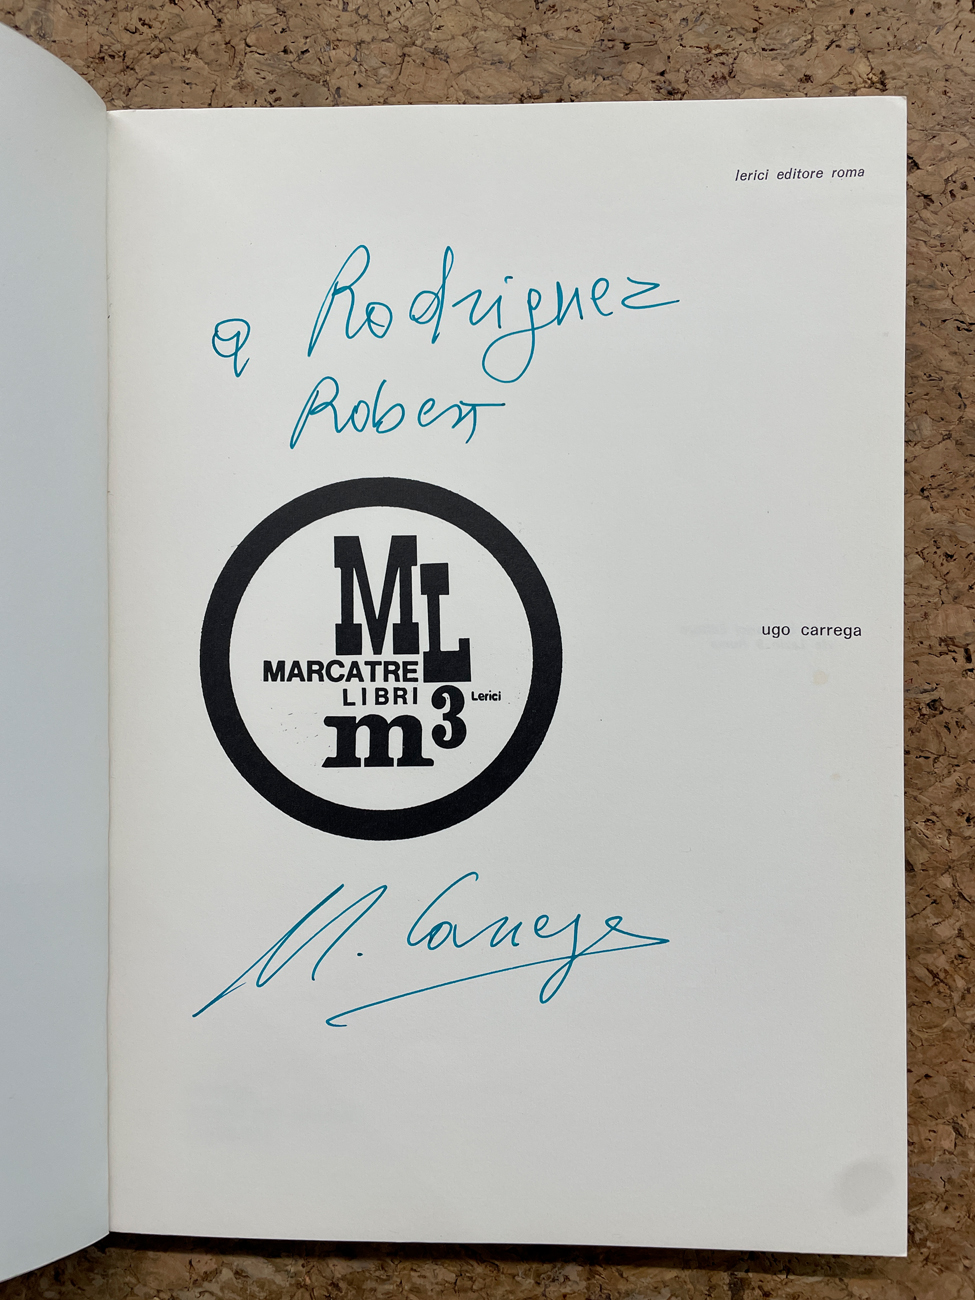 lerici editore roma
a Rodriguez
Robert
ML
MARCATRE
LIBRI
Lerici
m3
ugo carrega
U. Carrega